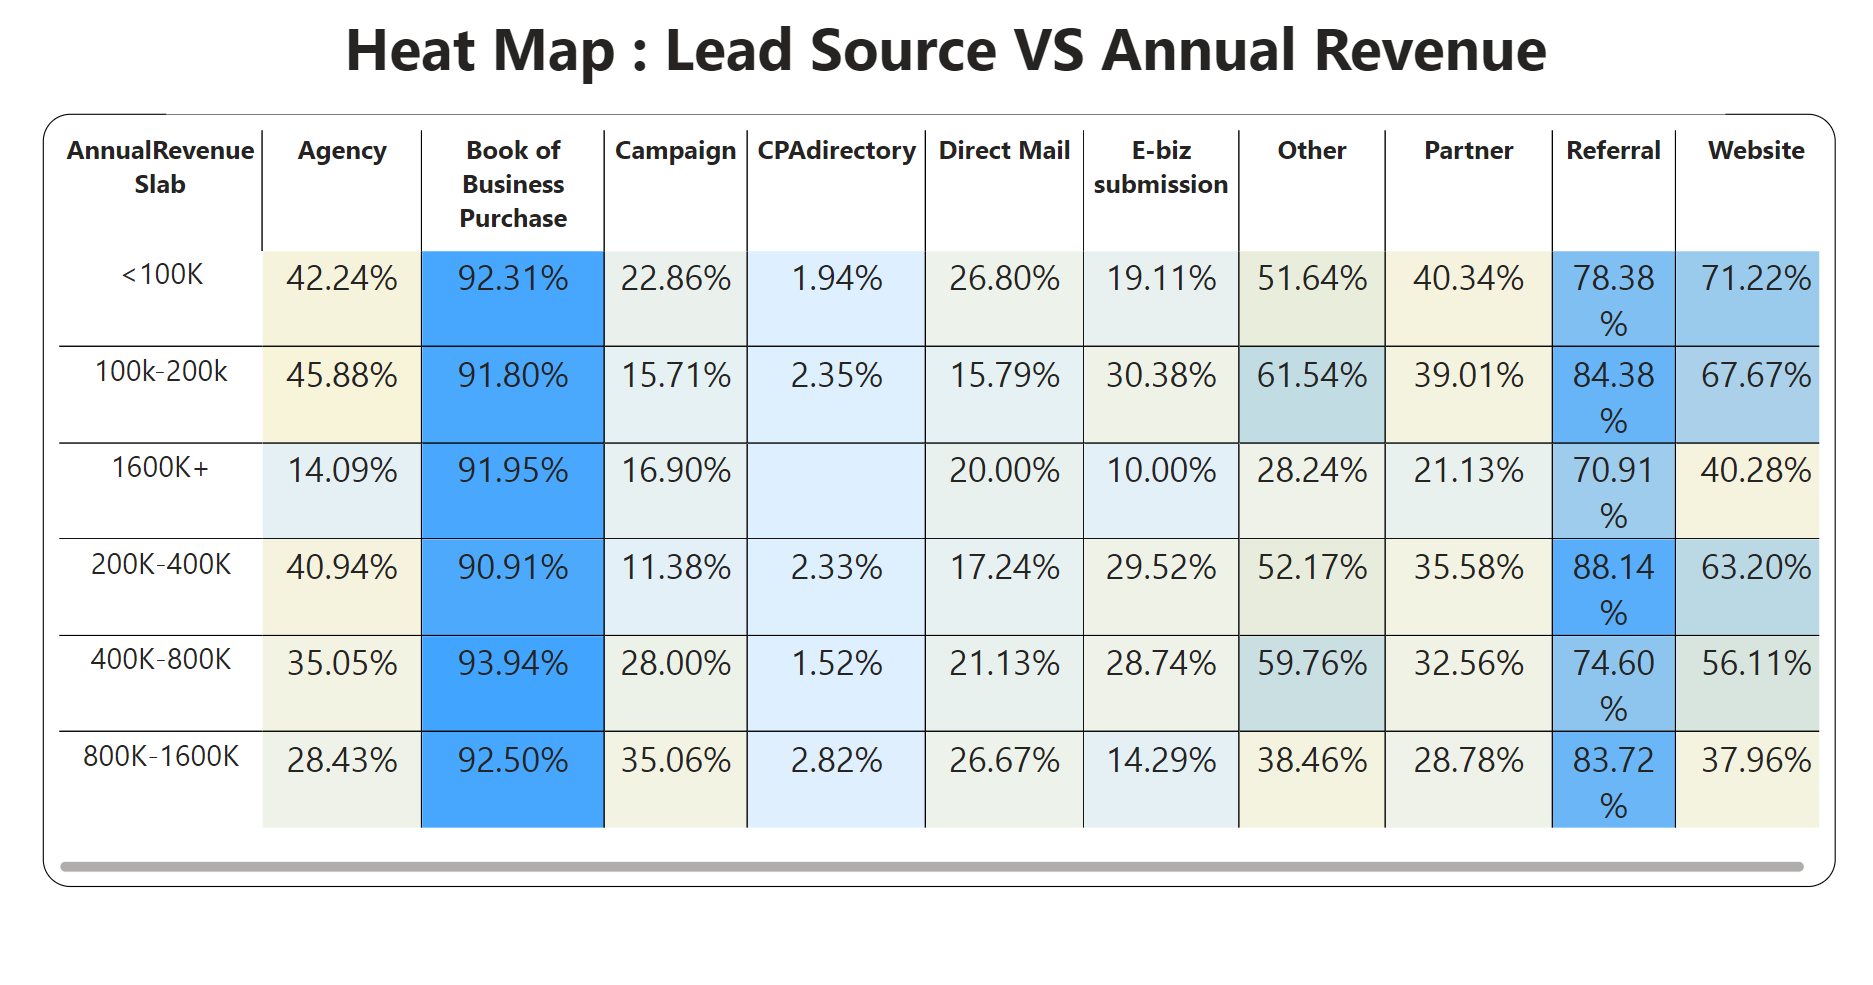 Heat Map : Lead Source VS Annual Revenue
AnnualRevenue Slab Agency Book of Business Purchase Campaign CPAdirectory Direct Mail E-biz submission Other Partner Referral Website
<100K 42.24% 92.31% 22.86% 1.94% 26.80% 19.11% 51.64% 40.34% 78.38% 71.22%
100k-200k 45.88% 91.80% 15.71% 2.35% 15.79% 30.38% 61.54% 39.01% 84.38% 67.67%
1600K+ 14.09% 91.95% 16.90% 20.00% 10.00% 28.24% 21.13% 70.91% 40.28%
200K-400K 40.94% 90.91% 11.38% 2.33% 17.24% 29.52% 52.17% 35.58% 88.14% 63.20%
400K-800K 35.05% 93.94% 28.00% 1.52% 21.13% 28.74% 59.76% 32.56% 74.60% 56.11%
800K-1600K 28.43% 92.50% 35.06% 2.82% 26.67% 14.29% 38.46% 28.78% 83.72% 37.96%